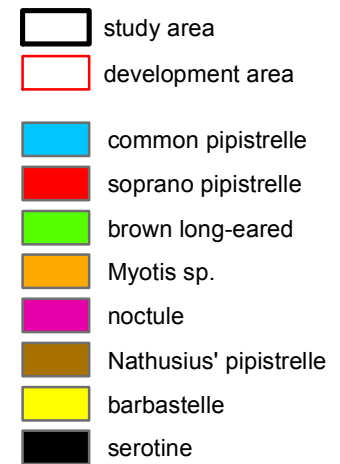 study area
development area
common pipistrelle
soprano pipistrelle
brown long-eared
Myotis sp.
noctule
Nathusius' pipistrelle
barbastelle
serotine